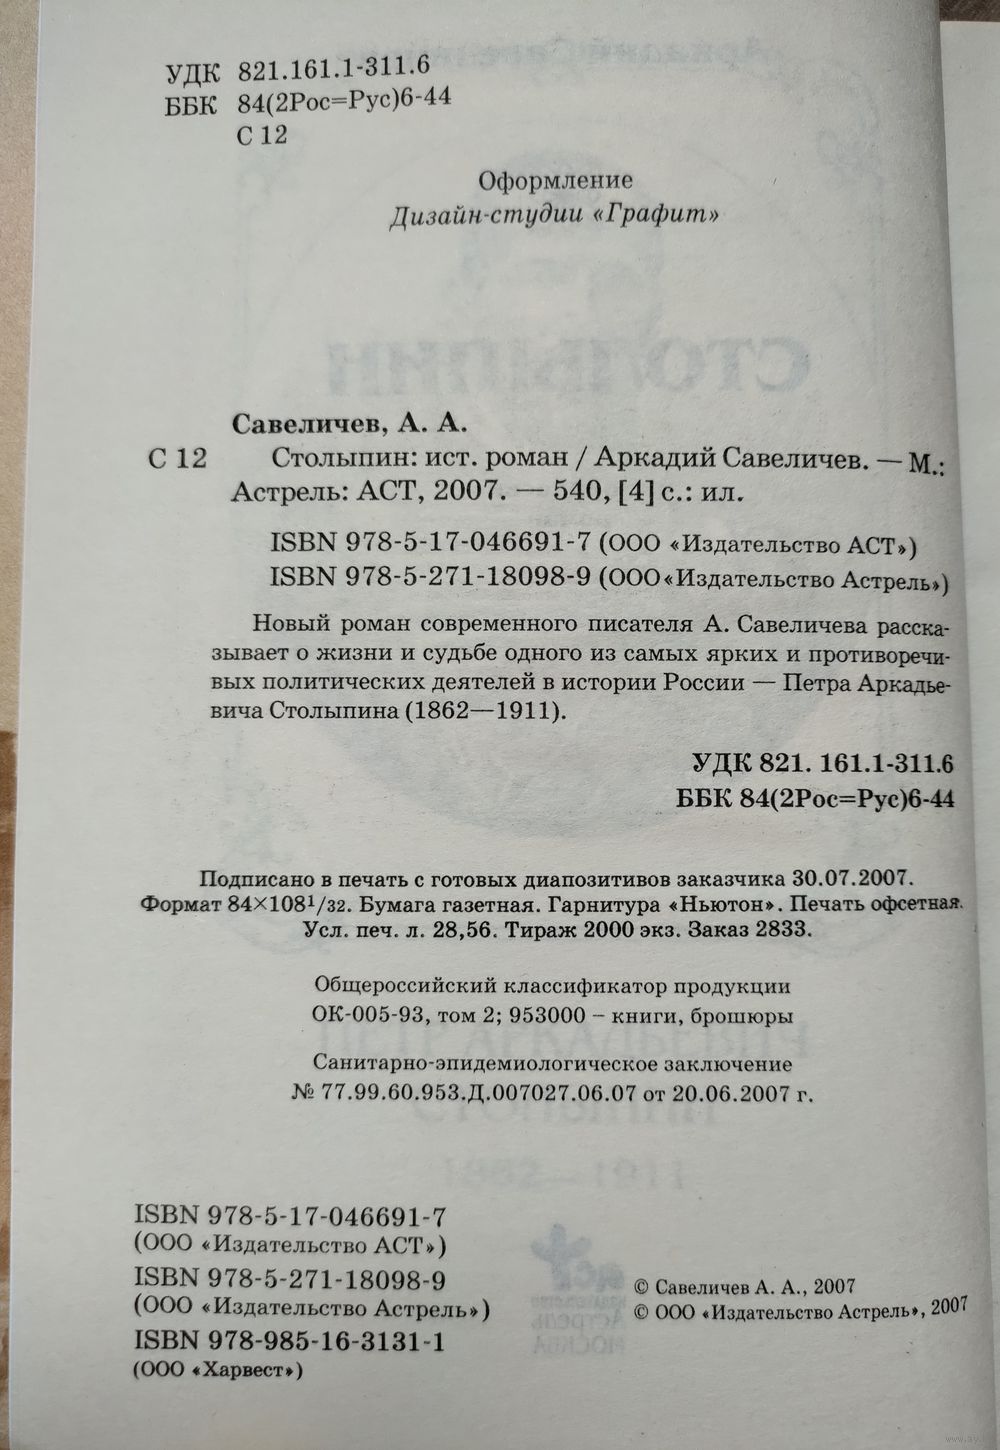 УДК 821.161.1-311.6
ББК 84(2Рос=Рус)6-44
С 12
Оформление
Дизайн-студии «Графит»
Савеличев, А. А.
С 12 Столыпин: ист. роман / Аркадий Савеличев. — М.:
Астрель: АСТ, 2007. — 540, [4] с.: ил.
ISBN 978-5-17-046691-7 (ООО «Издательство АСТ»)
ISBN 978-5-271-18098-9 (ООО«Издательство Астрель»)
Новый роман современного писателя А. Савеличева расска-
зывает о жизни и судьбе одного из самых ярких и противоречи-
вых политических деятелей в истории России — Петра Аркадье-
вича Столыпина (1862—1911).
УДК 821. 161.1-311.6
ББК 84(2Рос=Рус)6-44
Подписано в печать с готовых диапозитивов заказчика 30.07.2007.
Формат 84×108¹/32. Бумага газетная. Гарнитура «Ньютон». Печать офсетная.
Усл. печ. л. 28,56. Тираж 2000 экз. Заказ 2833.
Общероссийский классификатор продукции
ОК-005-93, том 2; 953000 – книги, брошюры
Санитарно-эпидемиологическое заключение
№ 77.99.60.953.Д.007027.06.07 от 20.06.2007 г.
ISBN 978-5-17-046691-7
(ООО «Издательство АСТ»)
ISBN 978-5-271-18098-9
(ООО «Издательство Астрель»)
ISBN 978-985-16-3131-1
(ООО «Харвест»)
© Савеличев А. А., 2007
© ООО «Издательство Астрель», 2007